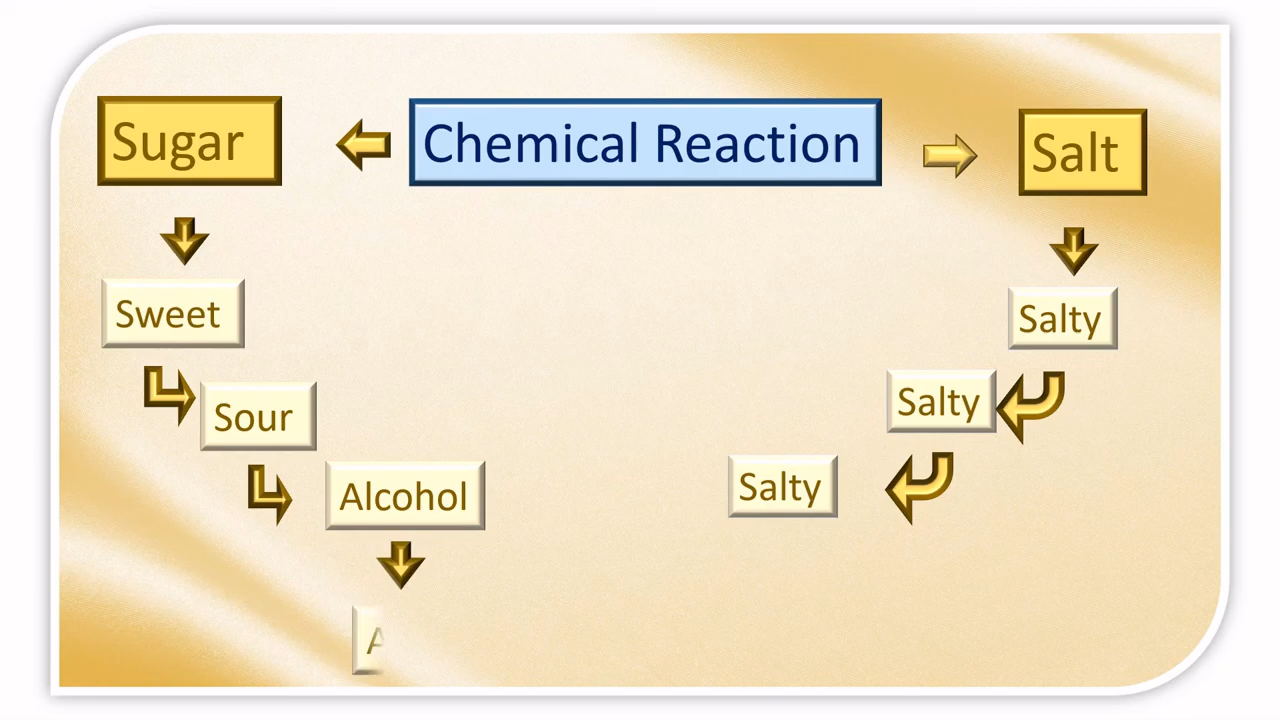 Sugar
Chemical Reaction
Salt
Sweet
Salty
Sour
Salty
Alcohol
Salty